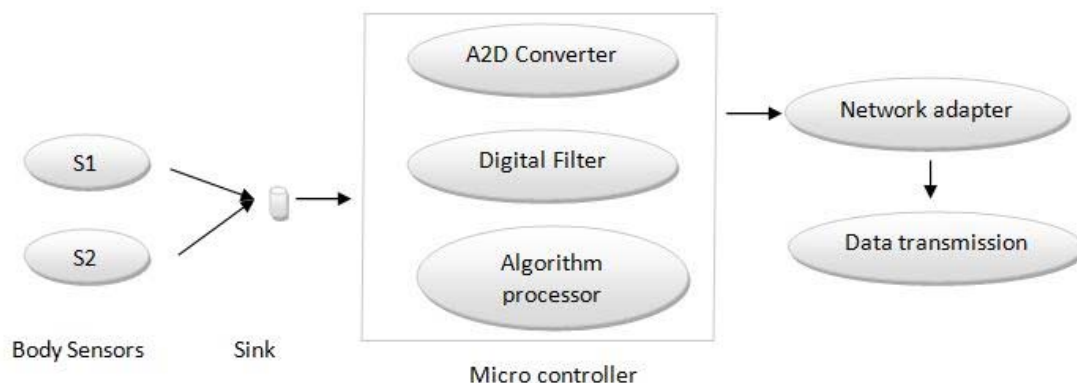 A2D Converter
Network adapter
Digital Filter
S1
S2
Data transmission
Algorithm
processor
Body Sensors
Sink
Micro controller